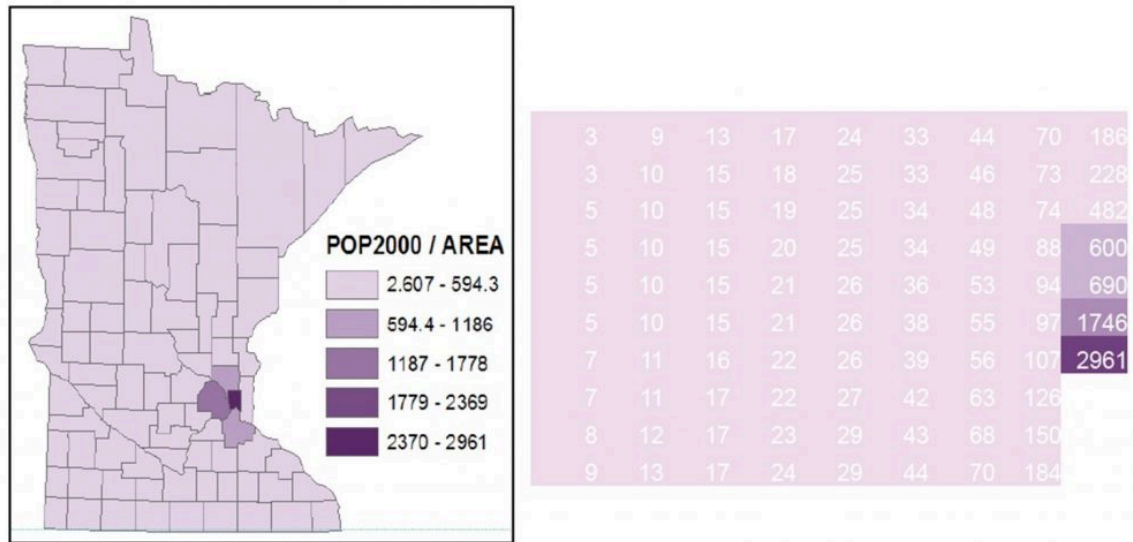 POP2000 / AREA
2.607 - 594.3
594.4 - 1186
1187 - 1778
1779 - 2369
2370 - 2961
3 9 13 17 24 33 44 70 186
3 10 15 18 25 33 46 73 228
5 10 15 19 25 34 48 74 482
5 10 15 20 25 34 49 88 600
5 10 15 21 26 36 53 94 690
5 10 15 21 26 38 55 97 1746
7 11 16 22 26 39 56 107 2961
7 11 17 22 27 42 63 126
8 12 17 23 29 43 68 150
9 13 17 24 29 44 70 184